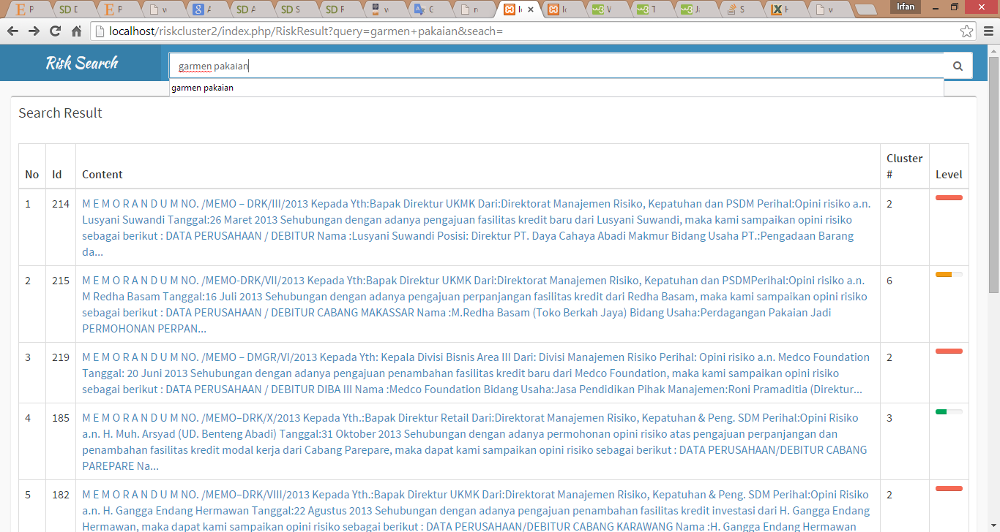 P
SD D
E P
v
A
SD A
SD S
SD R
v
C
r
I
I
V
T
J
S
H
v
Irfan
localhost/riskcluster2/index.php/RiskResult?query=garmen+pakaian&seach=
Risk Search
garmen pakaian
garmen pakaian
Search Result
No Id Content Cluster # Level
1 214 M E M O R A N D U M NO. /MEMO – DRK/III/2013 Kepada Yth:Bapak Direktur UKMK Dari:Direktorat Manajemen Risiko, Kepatuhan dan PSDM Perihal:Opini risiko a.n. 2
Lusyani Suwandi Tanggal:26 Maret 2013 Sehubungan dengan adanya pengajuan fasilitas kredit baru dari Lusyani Suwandi, maka kami sampaikan opini risiko
sebagai berikut : DATA PERUSAHAAN / DEBITUR Nama :Lusyani Suwandi Posisi: Direktur PT. Daya Cahaya Abadi Makmur Bidang Usaha PT.:Pengadaan Barang
da...
2 215 M E M O R A N D U M NO. /MEMO-DRK/VII/2013 Kepada Yth:Bapak Direktur UKMK Dari:Direktorat Manajemen Risiko, Kepatuhan dan PSDMPerihal:Opini risiko a.n. 6
M Redha Basam Tanggal:16 Juli 2013 Sehubungan dengan adanya pengajuan perpanjangan fasilitas kredit dari Redha Basam, maka kami sampaikan opini risiko
sebagai berikut : DATA PERUSAHAAN / DEBITUR CABANG MAKASSAR Nama :M.Redha Basam (Toko Berkah Jaya) Bidang Usaha:Perdagangan Pakaian Jadi
PERMOHONAN PERPAN...
3 219 M E M O R A N D U M NO. /MEMO – DMGR/VI/2013 Kepada Yth: Kepala Divisi Bisnis Area III Dari: Divisi Manajemen Risiko Perihal: Opini risiko a.n. Medco Foundation 2
Tanggal: 20 Juni 2013 Sehubungan dengan adanya pengajuan penambahan fasilitas kredit baru dari Medco Foundation, maka kami sampaikan opini risiko
sebagai berikut : DATA PERUSAHAAN / DEBITUR DIBA III Nama :Medco Foundation Bidang Usaha:Jasa Pendidikan Pihak Manajemen:Roni Pramaditia (Direktur...
4 185 M E M O R A N D U M NO. /MEMO–DRK/X/2013 Kepada Yth.:Bapak Direktur Retail Dari:Direktorat Manajemen Risiko, Kepatuhan & Peng. SDM Perihal:Opini Risiko 3
a.n. H. Muh. Arsyad (UD. Benteng Abadi) Tanggal:31 Oktober 2013 Sehubungan dengan adanya permohonan opini risiko atas pengajuan perpanjangan dan
penambahan fasilitas kredit modal kerja dari Cabang Parepare, maka dapat kami sampaikan opini risiko sebagai berikut : DATA PERUSAHAAN/DEBITUR CABANG
PAREPARE Na...
5 182 M E M O R A N D U M NO. /MEMO–DRK/VIII/2013 Kepada Yth.:Bapak Direktur UKMK Dari:Direktorat Manajemen Risiko, Kepatuhan & Peng. SDM Perihal:Opini Risiko 2
a.n. H. Gangga Endang Hermawan Tanggal:22 Agustus 2013 Sehubungan dengan adanya pengajuan penambahan fasilitas kredit investasi dari H. Gangga Endang
Hermawan, maka dapat kami sampaikan opini risiko sebagai berikut : DATA PERUSAHAAN/DEBITUR CABANG KARAWANG Nama :H. Gangga Endang Hermawan